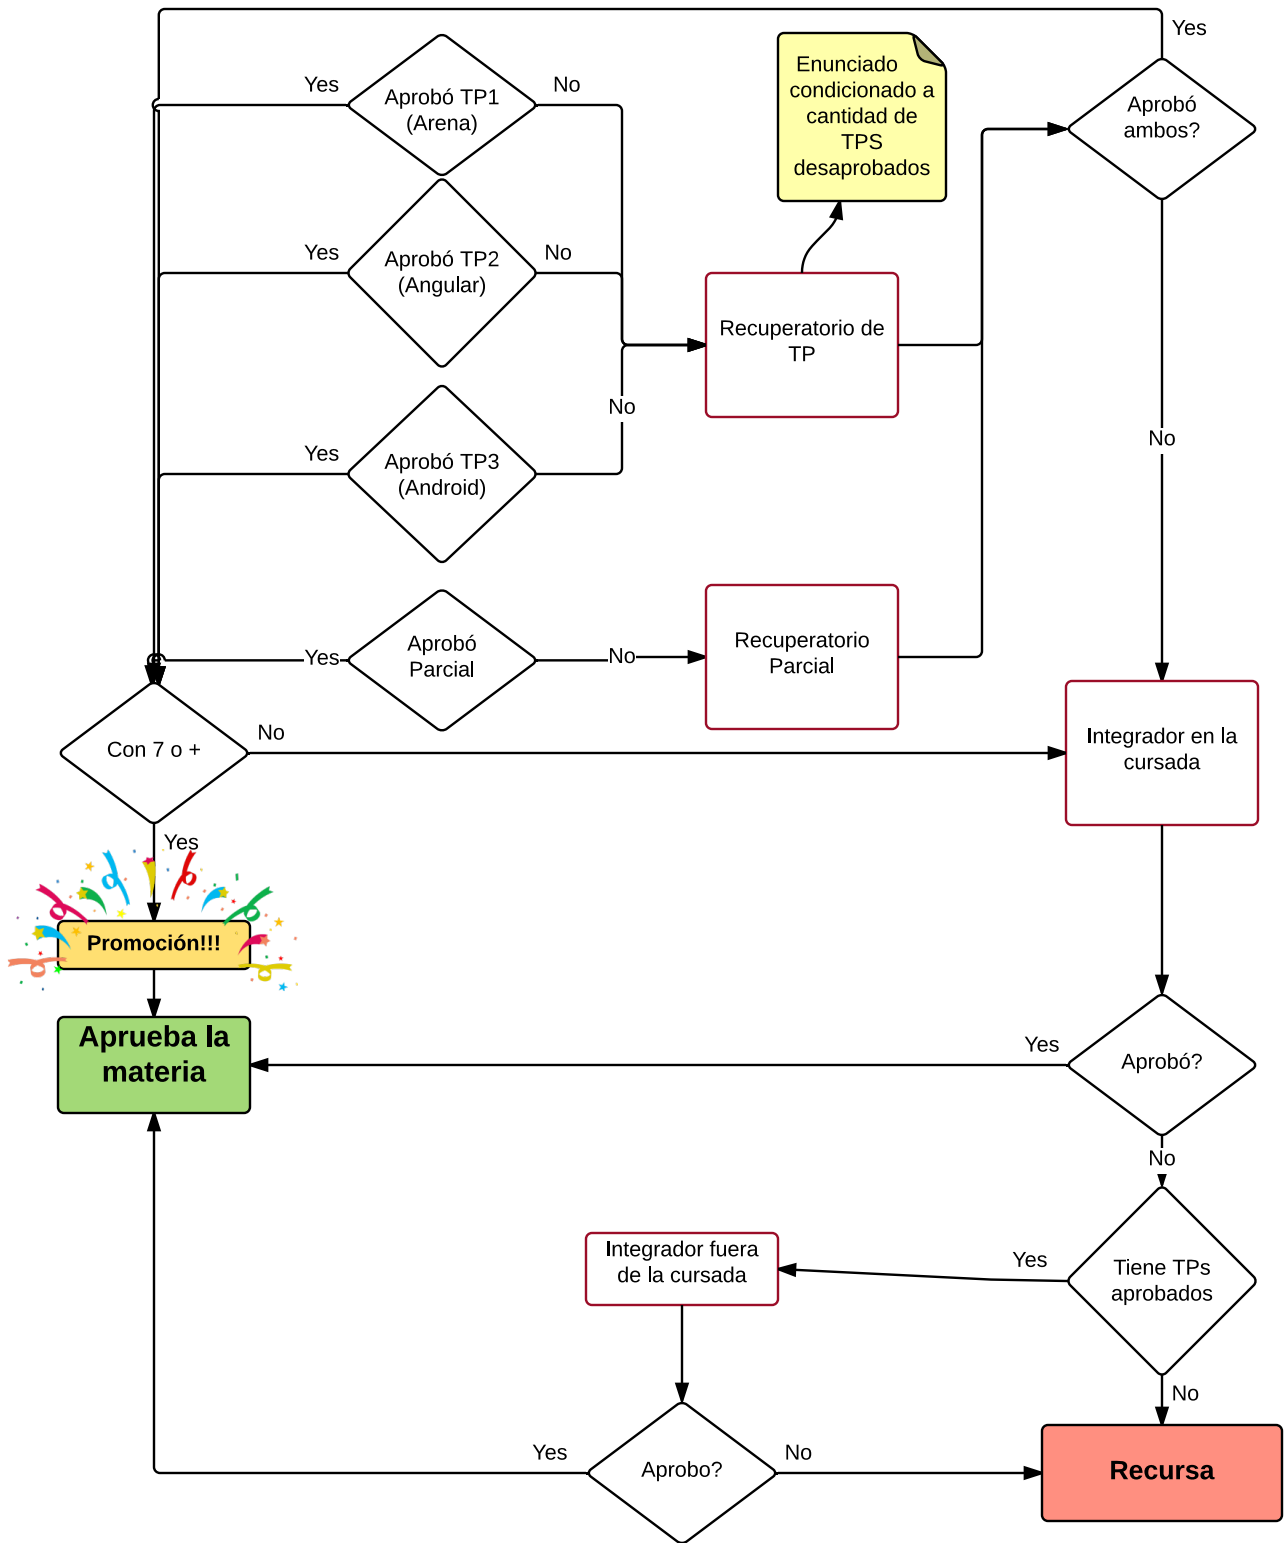 Yes
Enunciado
condicionado a
cantidad de
TPS
desaprobados
Yes
Aprobó TP1
(Arena)
No
Aprobó
ambos?
Yes
Aprobó TP2
(Angular)
No
Recuperatorio de
TP
No
Yes
Aprobó TP3
(Android)
No
Yes
Aprobó
Parcial
No
Recuperatorio
Parcial
Con 7 o +
No
Integrador en la
cursada
Yes
Promoción!!!
Aprueba la
materia
Yes
Aprobó?
No
Integrador fuera
de la cursada
Yes
Tiene TPs
aprobados
No
Yes
Aprobo?
No
Recursa